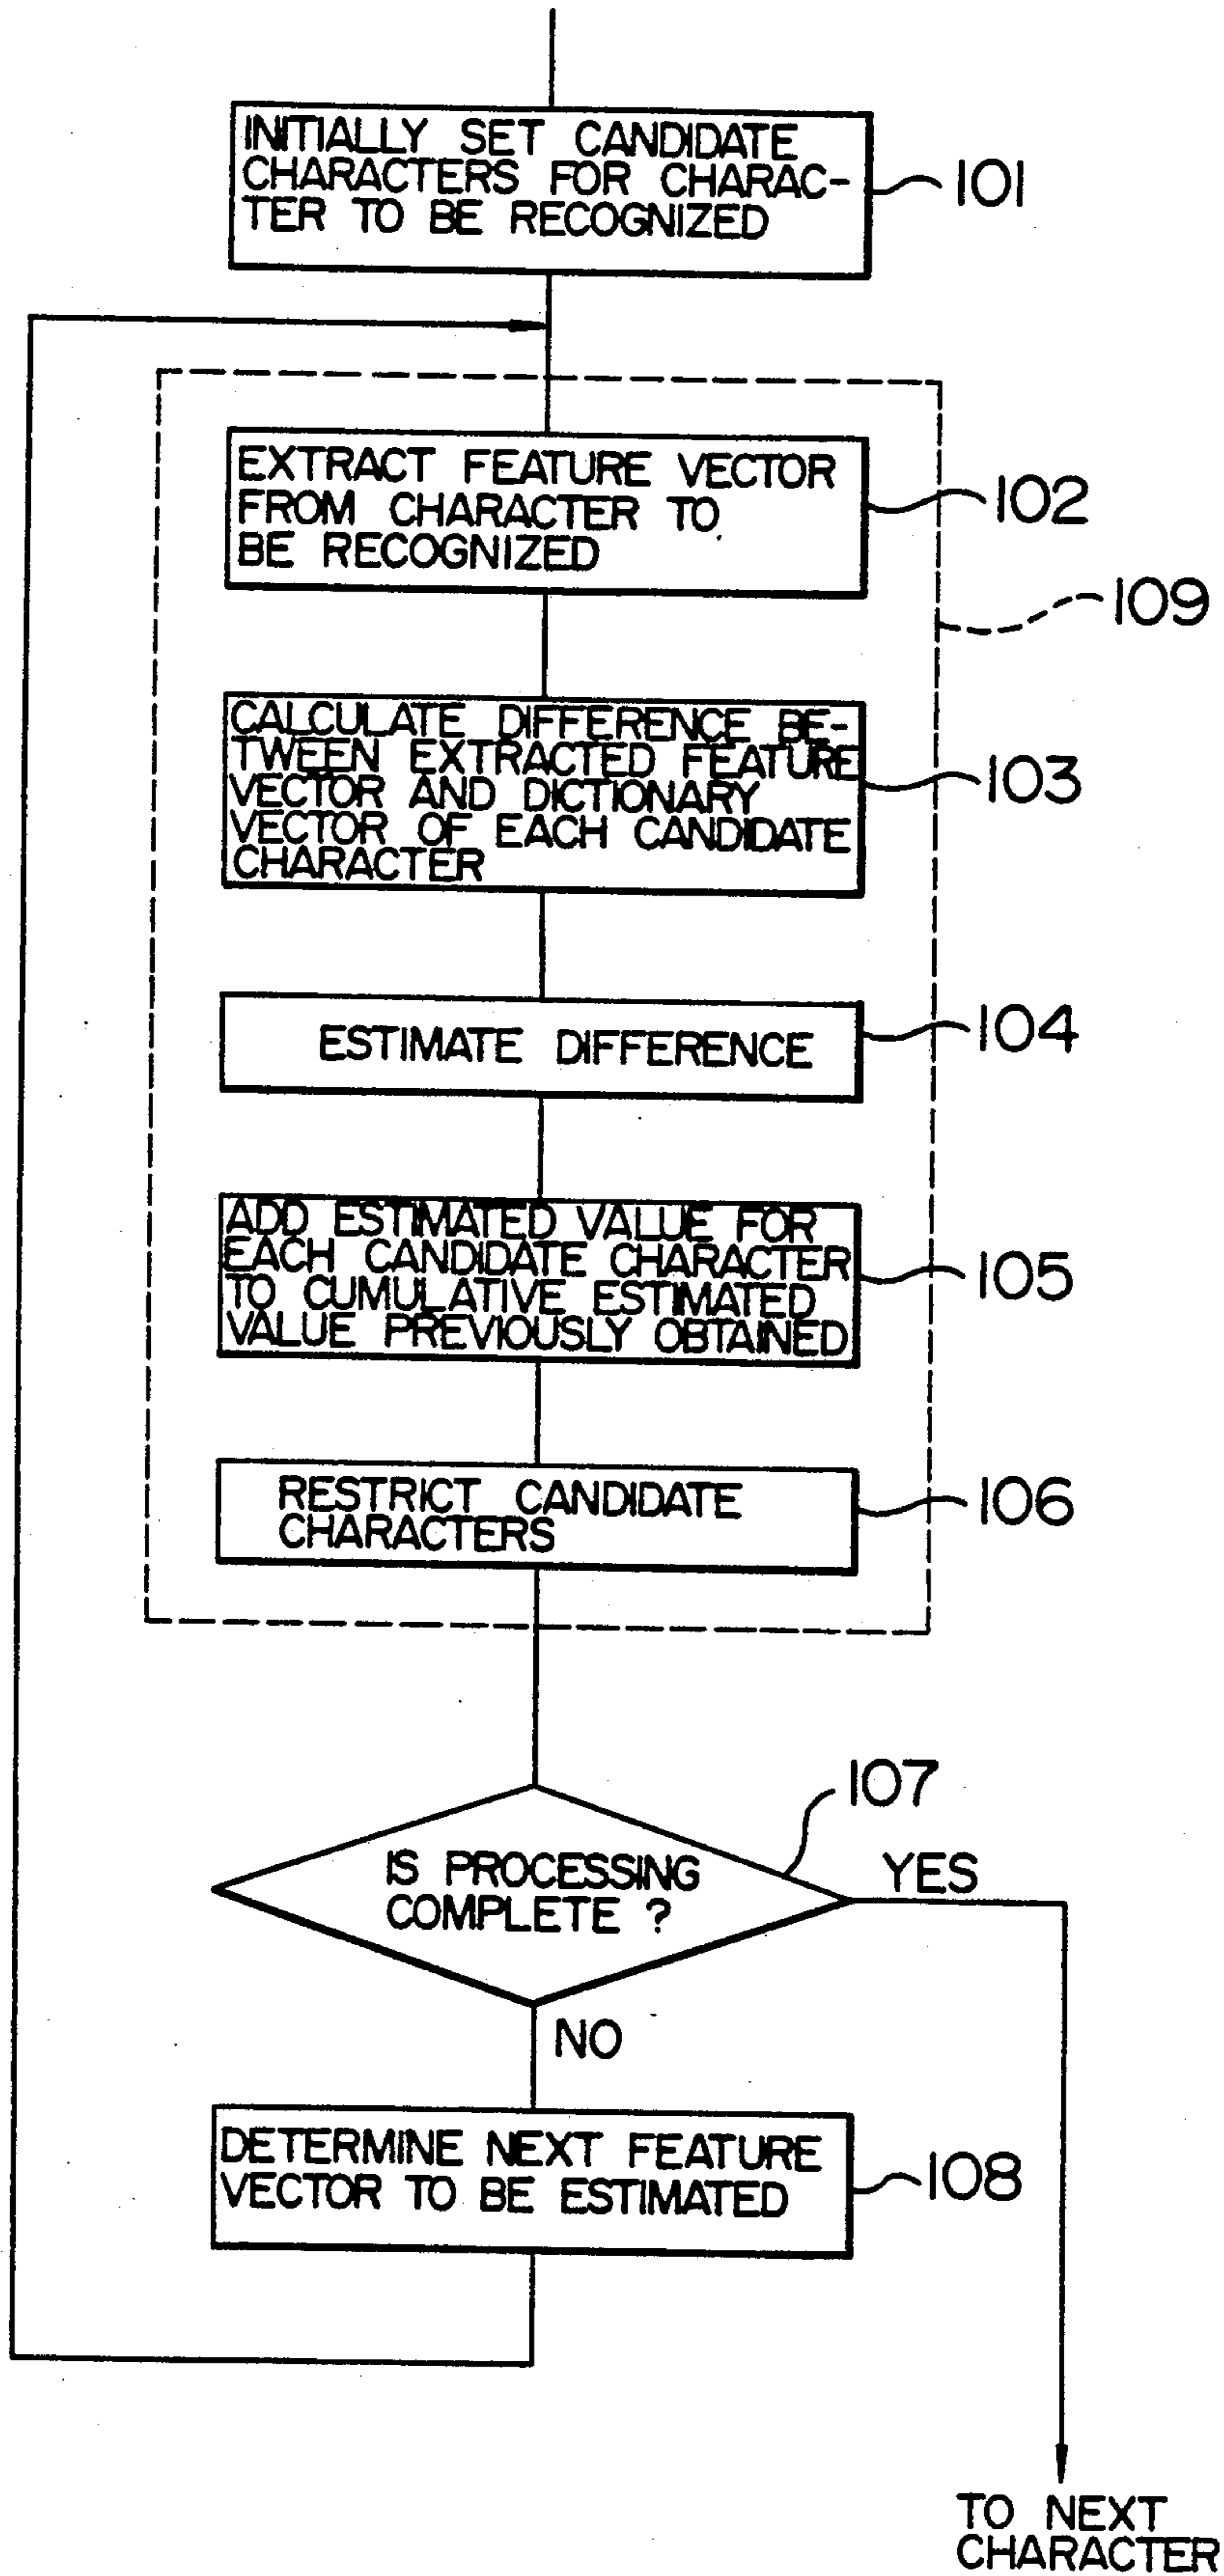 INITIALLY SET CANDIDATE
CHARACTERS FOR CHARAC-
TER TO BE RECOGNIZED
101
EXTRACT FEATURE VECTOR
FROM CHARACTER TO
BE RECOGNIZED
102
109
CALCULATE DIFFERENCE BE-
TWEEN EXTRACTED FEATURE
VECTOR AND DICTIONARY
VECTOR OF EACH CANDIDATE
CHARACTER
103
ESTIMATE DIFFERENCE
104
ADD ESTIMATED VALUE FOR
EACH CANDIDATE CHARACTER
TO CUMULATIVE ESTIMATED
VALUE PREVIOUSLY OBTAINED
105
RESTRICT CANDIDATE
CHARACTERS
106
107
IS PROCESSING
COMPLETE ?
YES
NO
DETERMINE NEXT FEATURE
VECTOR TO BE ESTIMATED
108
TO NEXT
CHARACTER